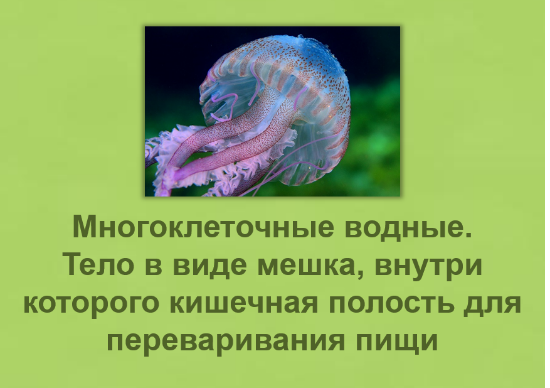 Многоклеточные водные.
Тело в виде мешка, внутри
которого кишечная полость для
переваривания пищи